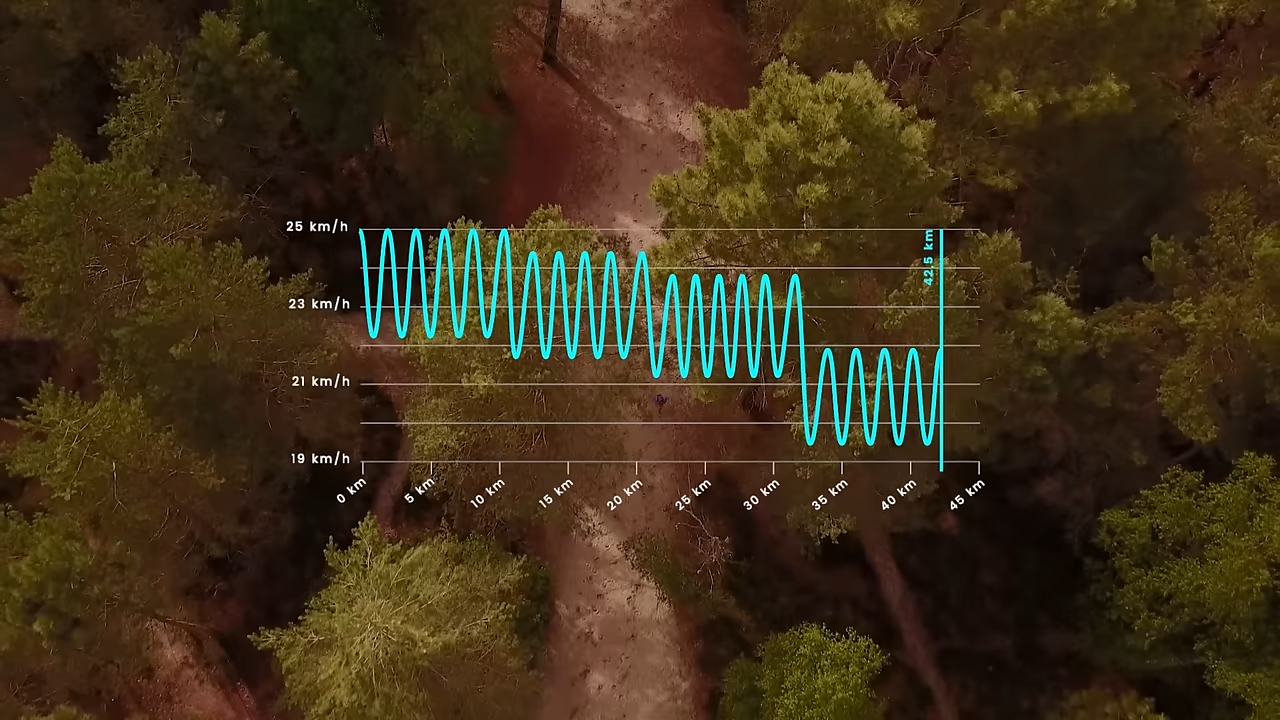 25 km/h
42.5 km
23 km/h
21 km/h
19 km/h
0 km
5 km
10 km
15 km
20 km
25 km
30 km
35 km
40 km
45 km